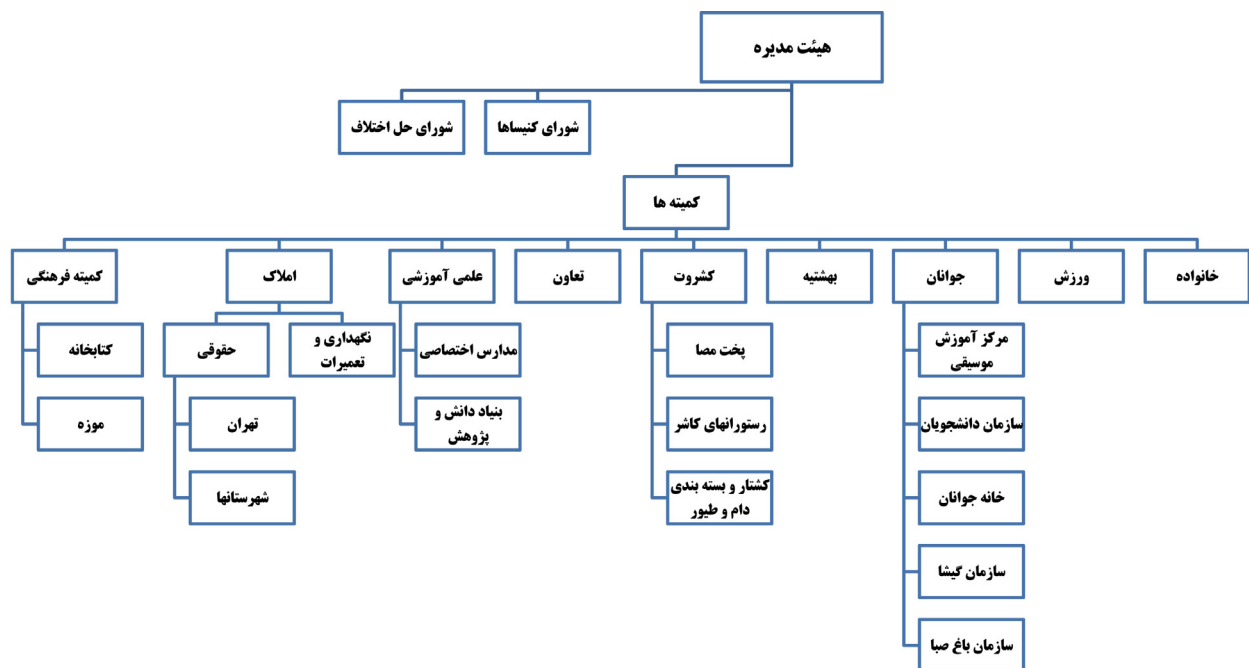 هیئت مدیره
شورای کنیساها
شورای حل اختلاف
کمیته ها
خانواده
ورزش
جوانان
بهشتیه
کشروت
تعاون
علمی آموزشی
املاک
کمیته فرهنگی
مرکز آموزش
موسیقی
سازمان دانشجویان
خانه جوانان
سازمان گیشا
سازمان باغ صبا
پخت مصا
رستورانهای کاشر
کشتار و بسته بندی
دام و طیور
مدارس اختصاصی
بنیاد دانش و
پژوهش
نگهداری و
تعمیرات
حقوقی
تهران
شهرستانها
کتابخانه
موزه